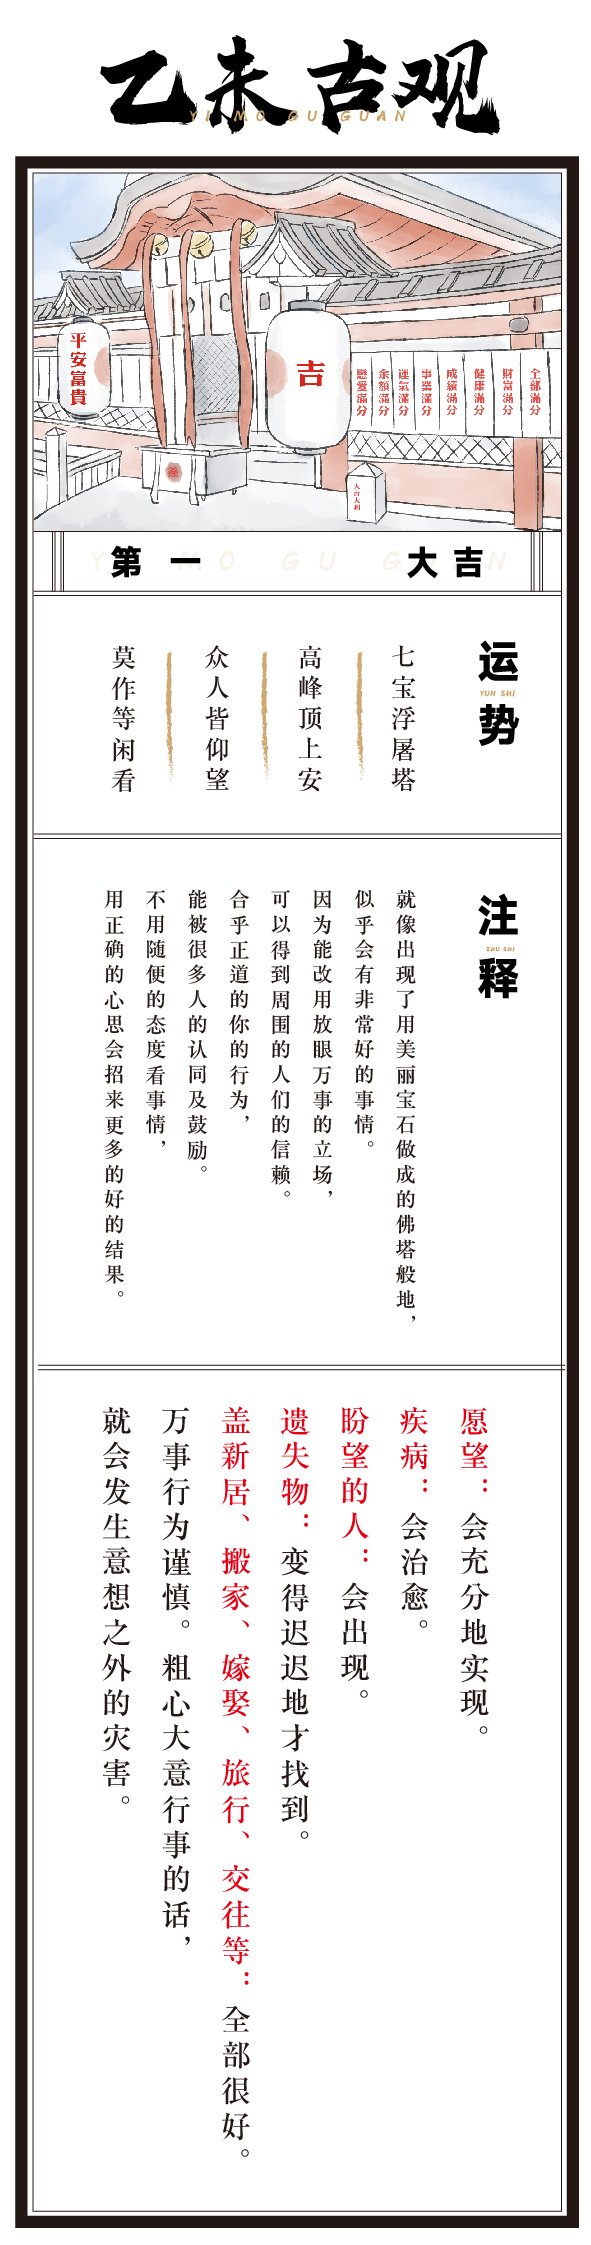 乙未古观
YI MO GU GUAN
平安富貴
吉
戀愛滿分
余額滿分
運氣滿分
事業滿分
成績滿分
健康滿分
財富滿分
全部滿分
大吉大利
第一 大吉
YI MO GU GUAN
运势
YUN SHI
七宝浮屠塔
高峰顶上安
众人皆仰望
莫作等闲看
注释
ZHU SHI
就像出现了用美丽宝石做成的佛塔般地，
似乎会有非常好的事情。
因为能改用放眼万事的立场，
可以得到周围的人们的信赖。
合乎正道的你的行为，
能被很多人的认同及鼓励。
不用随便的态度看事情，
用正确的心思会招来更多的好的结果。
愿望：会充分地实现。
疾病：会治愈。
盼望的人：会出现。
遗失物：变得迟迟地才找到。
盖新居、搬家、嫁娶、旅行、交往等：全部很好。
万事行为谨慎。粗心大意行事的话，
就会发生意想之外的灾害。